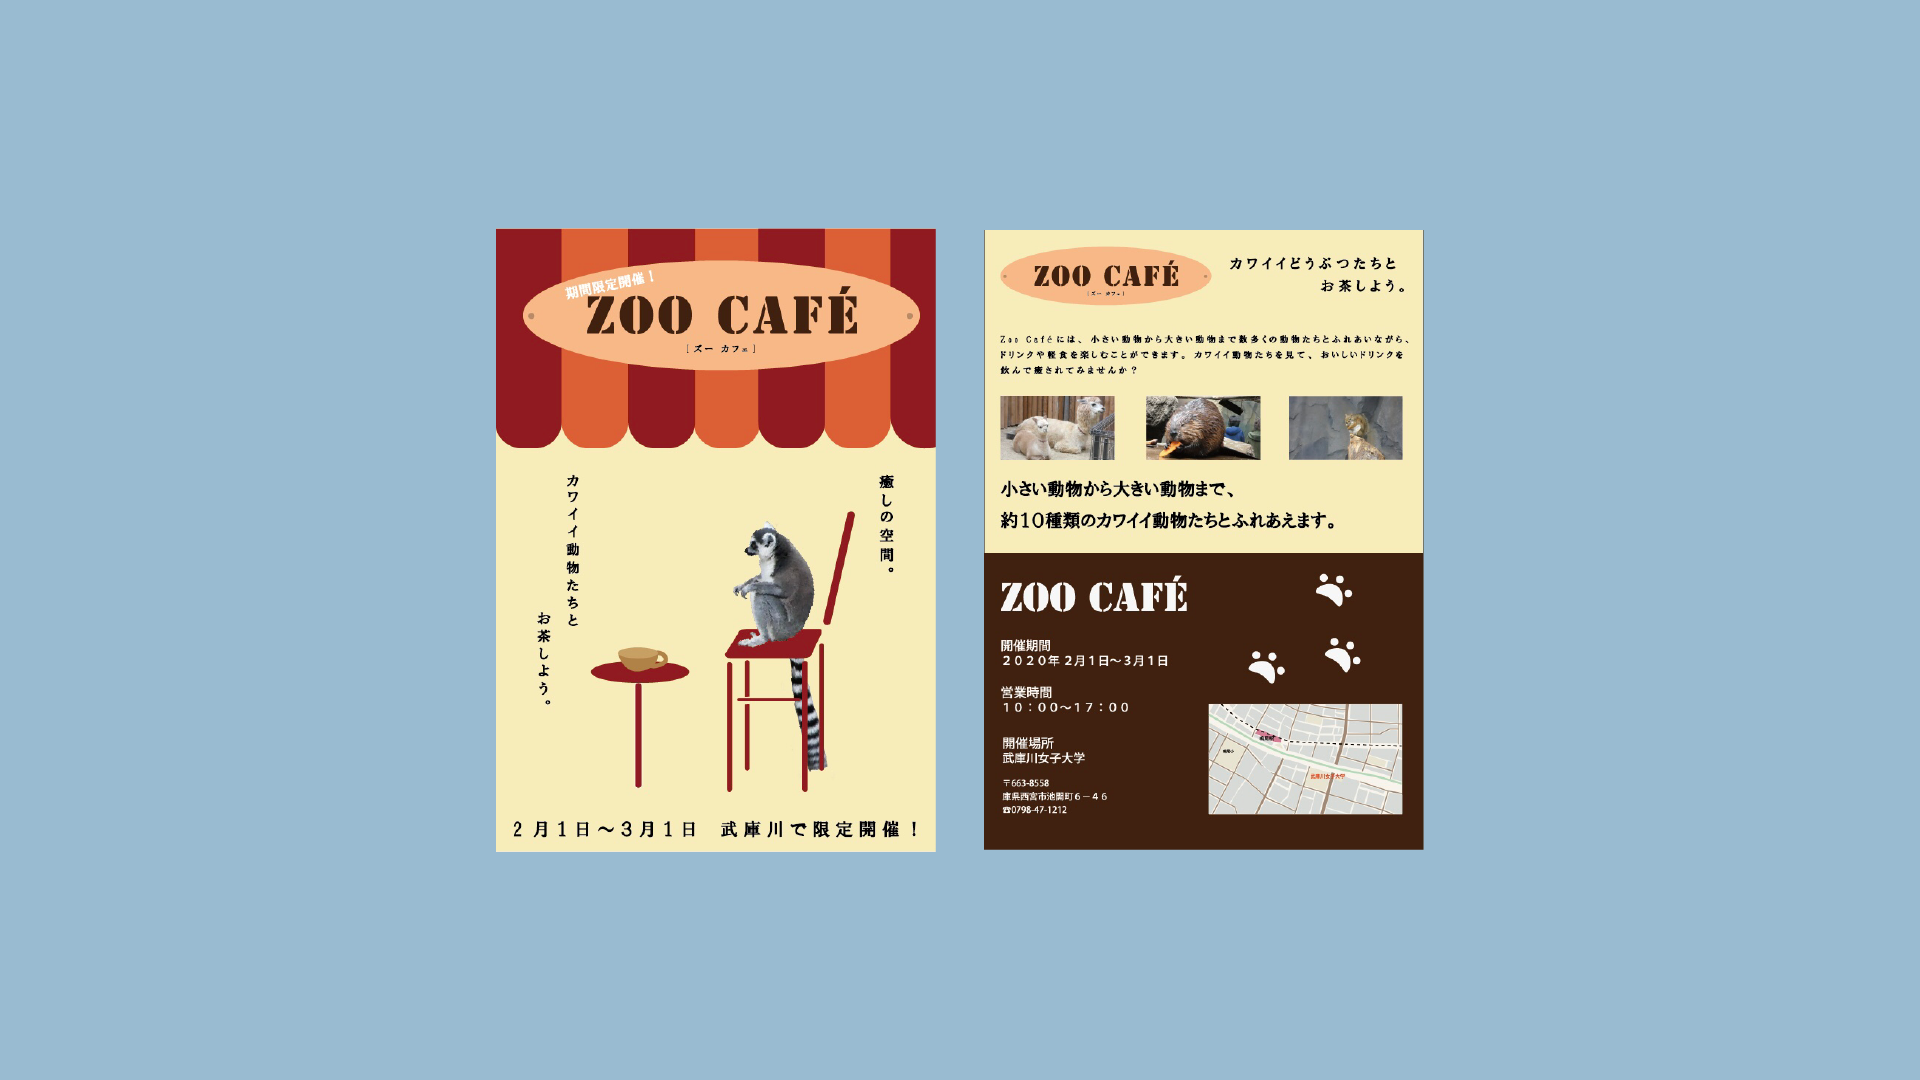 期間限定開催！
ZOO CAFÉ
[ ズー カフェ ]
癒しの空間。
カワイイ動物たちと
お茶しよう。
2月1日～3月1日 武庫川で限定開催！
ZOO CAFÉ
[ ズー カフェ ]
カワイイどうぶつたちと
お茶しよう。
Zoo Caféには、小さい動物から大きい動物まで数多くの動物たちとふれあいながら、
ドリンクや軽食を楽しむことができます。カワイイ動物たちを見て、おいしいドリンクを
飲んで癒されてみませんか？
小さい動物から大きい動物まで、
約10種類のカワイイ動物たちとふれあえます。
ZOO CAFÉ
開催期間
２０２０年 2月１日～３月１日
営業時間
１０：００～１７：００
開催場所
武庫川女子大学
〒663-8558
庫県西宮市池開町６－４６
☎0798-47-1212
武庫川女子大学